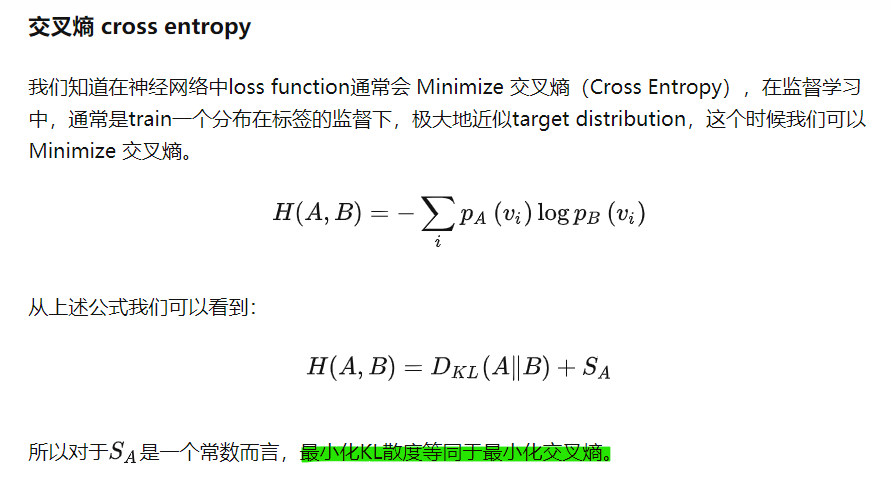 交叉熵 cross entropy
我们知道在神经网络中loss function通常会 Minimize 交叉熵（Cross Entropy），在监督学习
中，通常是train一个分布在标签的监督下，极大地近似target distribution，这个时候我们可以
Minimize 交叉熵。
H(A, B) = −∑_i p_A (v_i) log p_B (v_i)
从上述公式我们可以看到：
H(A, B) = D_{KL}(A∥B) + S_A
所以对于S_A是一个常数而言，最小化KL散度等同于最小化交叉熵。